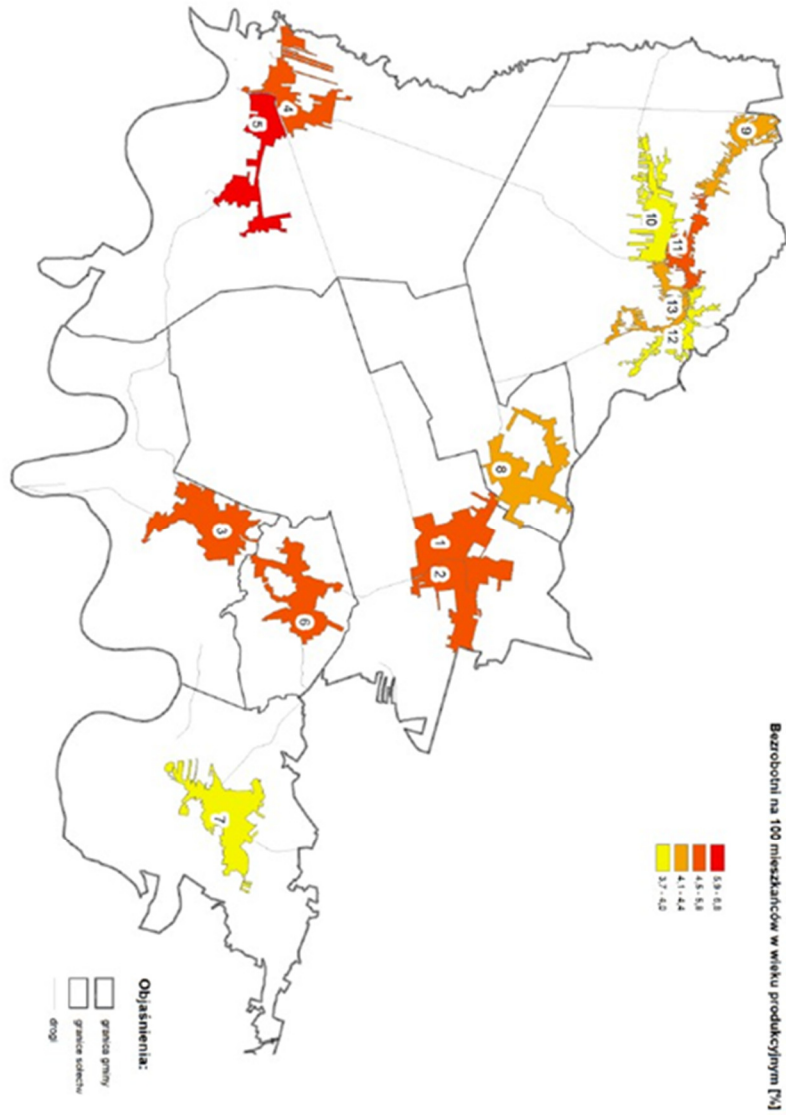 Bezrobotni na 100 mieszkańców w wieku produkcyjnym [%]
5,9 - 6,8
4,5 - 5,8
4,1 - 4,4
3,7 - 4,0
9
10
11
13
12
8
4
5
1
2
3
6
7
Objaśnienia:
granica gminy
granice sołectw
drogi